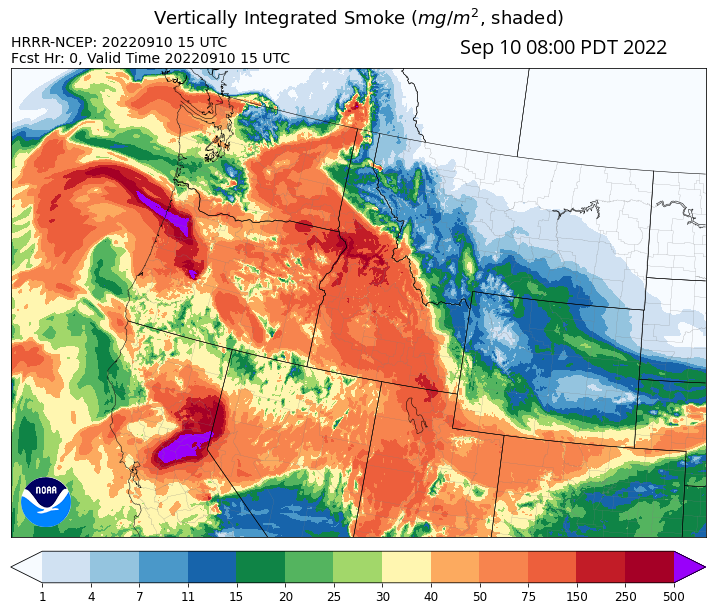 Vertically Integrated Smoke (mg/m², shaded)
HRRR-NCEP: 20220910 15 UTC
Fcst Hr: 0, Valid Time 20220910 15 UTC
Sep 10 08:00 PDT 2022
NOAA
1 4 7 11 15 20 25 30 40 50 75 150 250 500